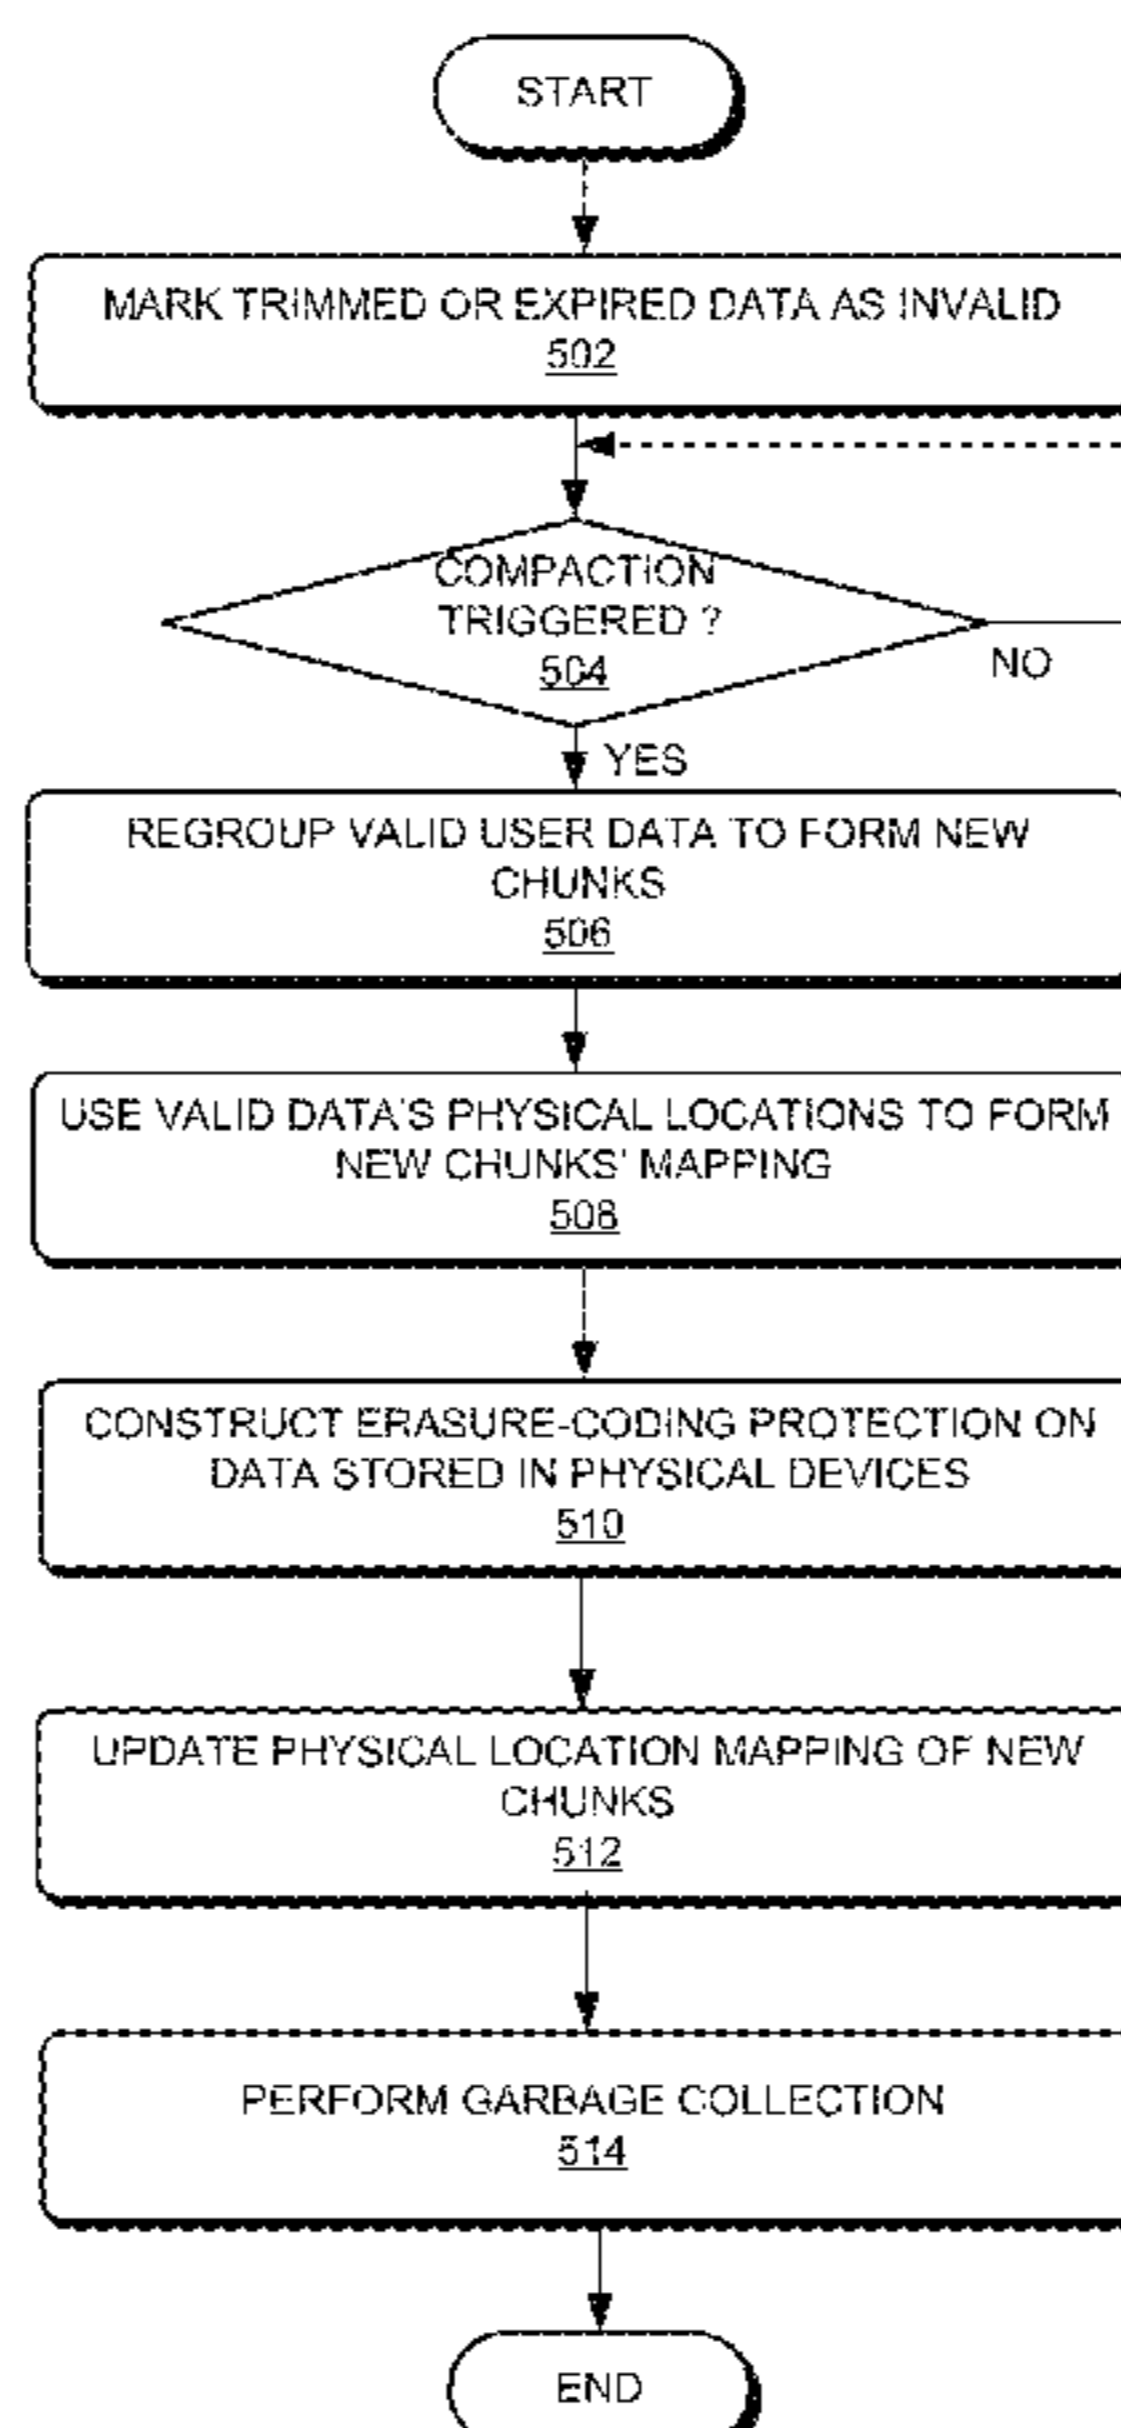 START
MARK TRIMMED OR EXPIRED DATA AS INVALID
502
COMPACTION
TRIGGERED ?
504
NO
YES
REGROUP VALID USER DATA TO FORM NEW
CHUNKS
506
USE VALID DATA'S PHYSICAL LOCATIONS TO FORM
NEW CHUNKS' MAPPING
508
CONSTRUCT ERASURE-CODING PROTECTION ON
DATA STORED IN PHYSICAL DEVICES
510
UPDATE PHYSICAL LOCATION MAPPING OF NEW
CHUNKS
512
PERFORM GARBAGE COLLECTION
514
END